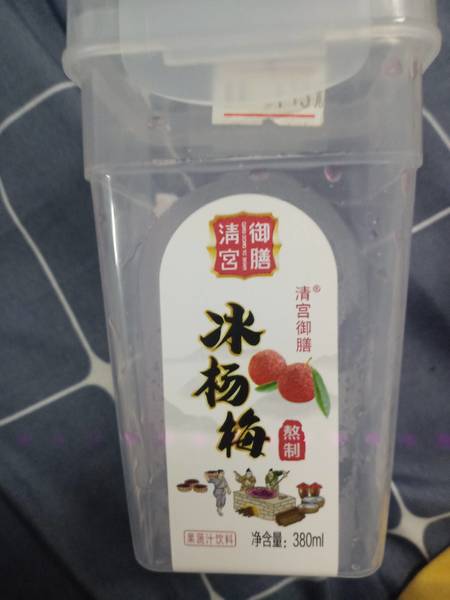 清宫
御膳
清宫御膳®
冰杨梅
熬制
果蔬汁饮料
净含量：380ml